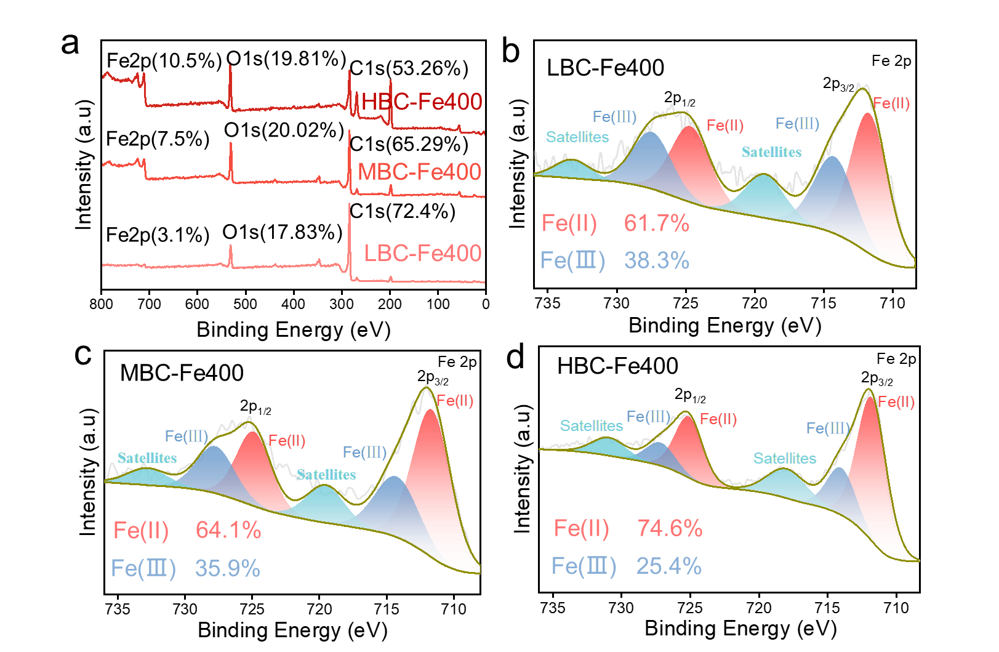 a
Fe2p(10.5%) O1s(19.81%) C1s(53.26%)
HBC-Fe400
Fe2p(7.5%) O1s(20.02%) C1s(65.29%)
MBC-Fe400
C1s(72.4%)
Fe2p(3.1%) O1s(17.83%)
LBC-Fe400
Intensity (a.u)
800 700 600 500 400 300 200 100 0
Binding Energy (eV)
b
LBC-Fe400
Fe 2p
2p3/2
2p1/2
Fe(II)
Fe(III)
Fe(II)
Fe(III)
Satellites
Satellites
Fe(II) 61.7%
Fe(III) 38.3%
Intensity (a.u)
735 730 725 720 715 710
Binding Energy (eV)
c
MBC-Fe400
Fe 2p
2p3/2
2p1/2
Fe(II)
Fe(III)
Fe(II)
Fe(III)
Satellites
Satellites
Fe(II) 64.1%
Fe(III) 35.9%
Intensity (a.u)
735 730 725 720 715 710
Binding Energy (eV)
d
HBC-Fe400
Fe 2p
2p3/2
2p1/2
Fe(II)
Fe(III)
Fe(II)
Satellites
Fe(III)
Satellites
Fe(II) 74.6%
Fe(III) 25.4%
Intensity (a.u)
735 730 725 720 715 710
Binding Energy (eV)